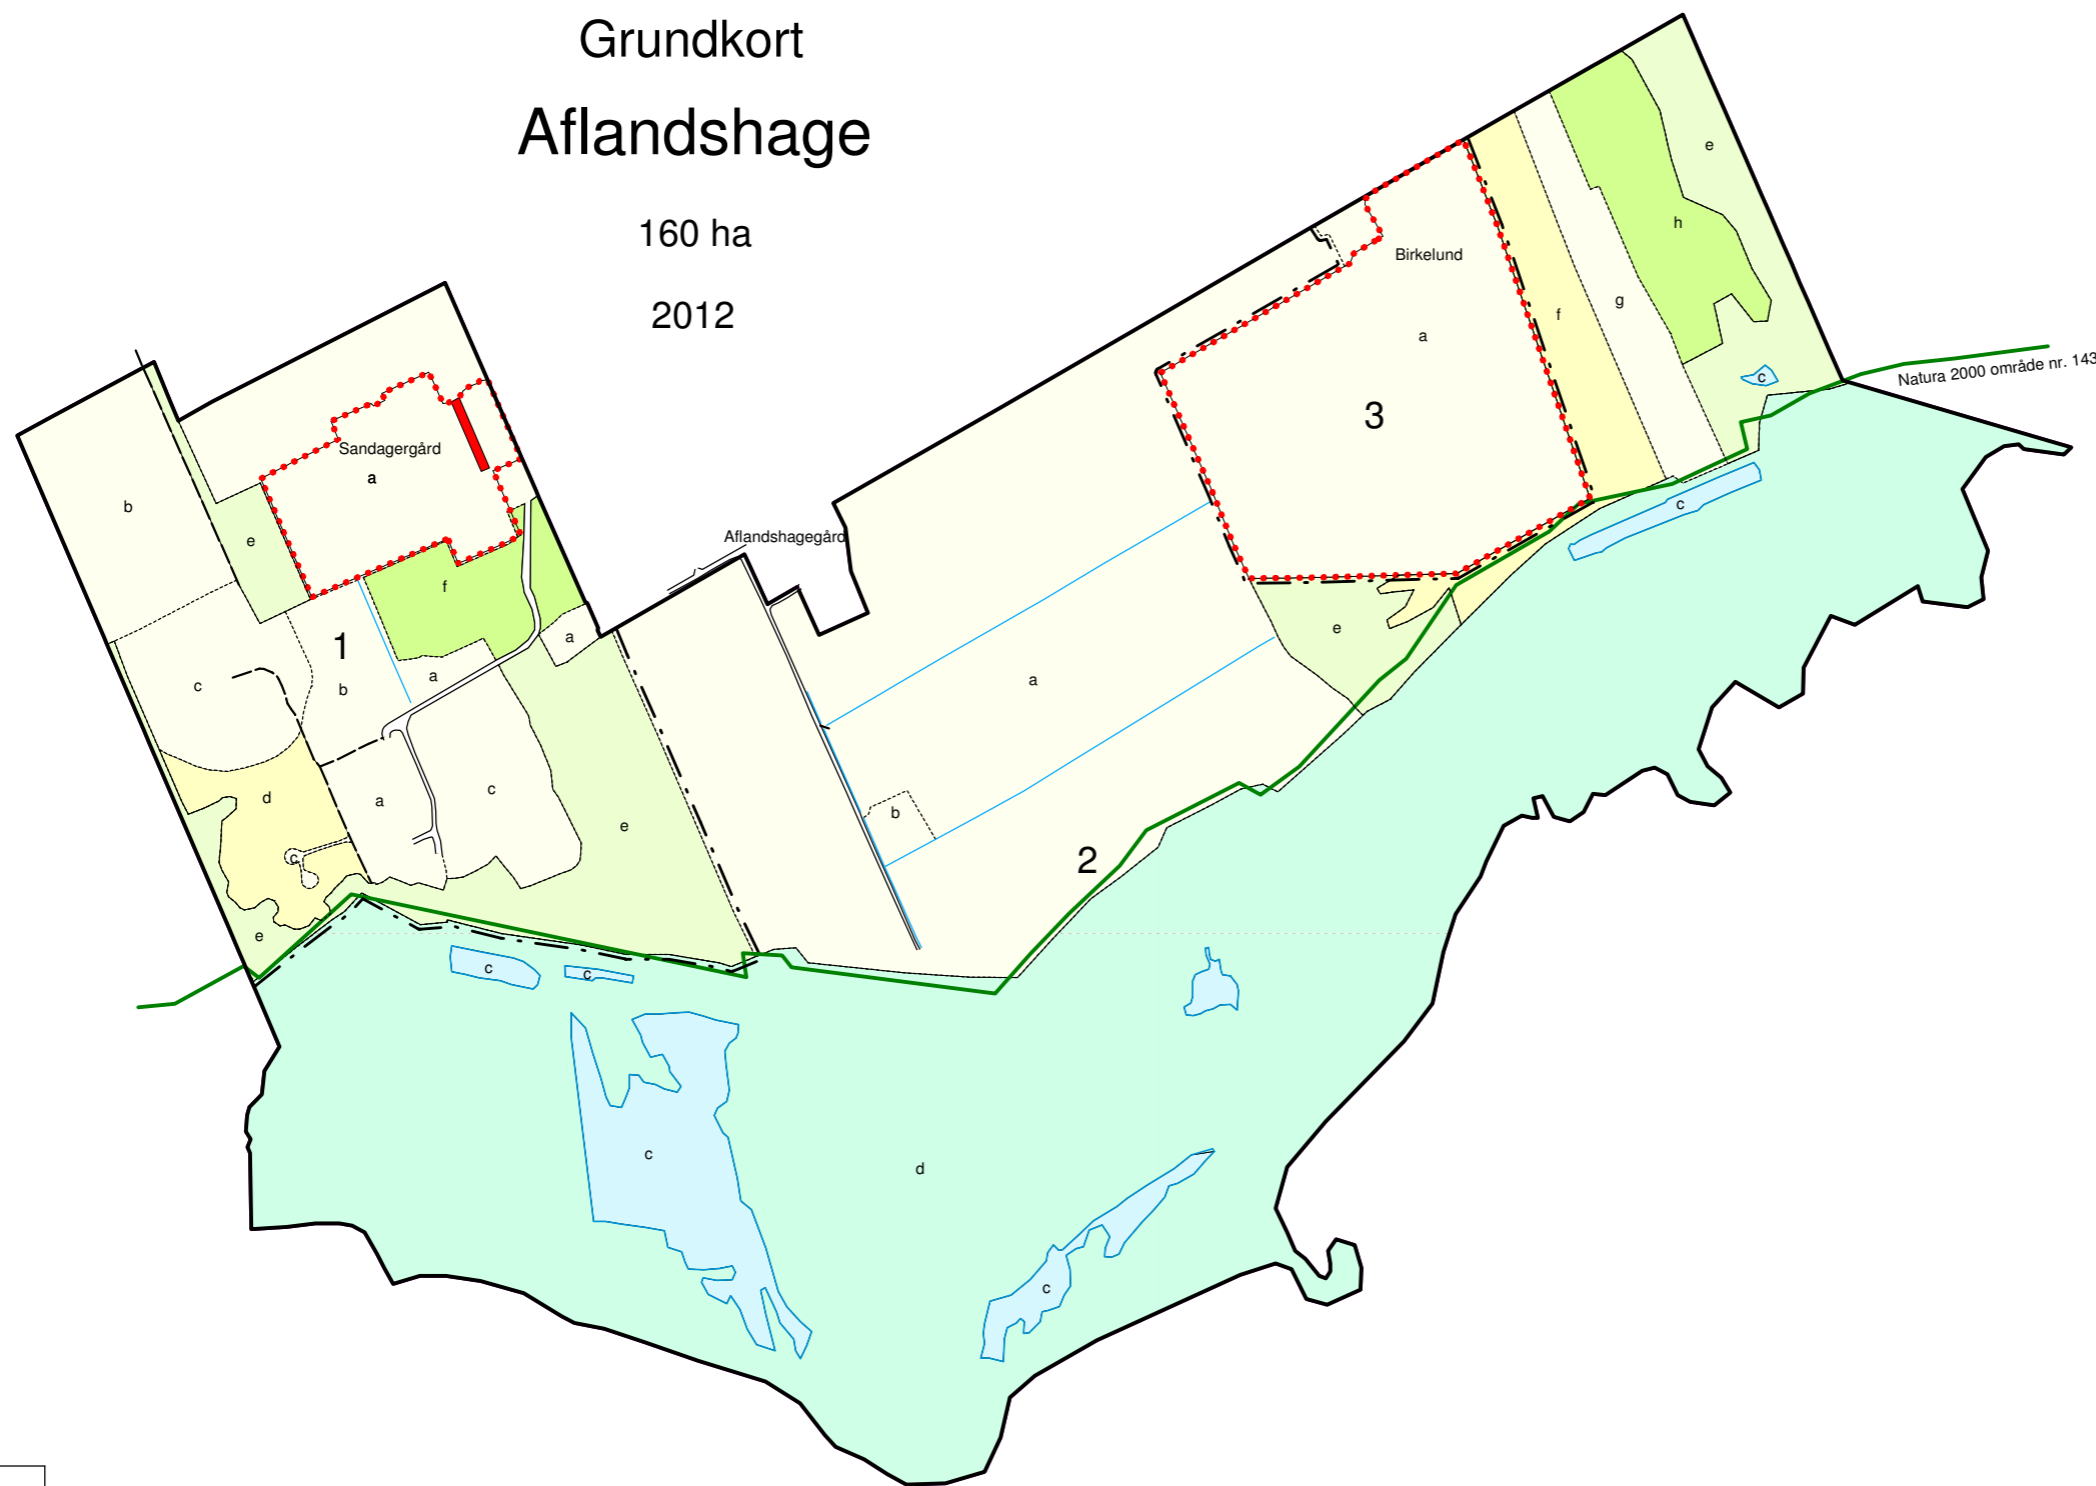 Grundkort
Aflandshage
160 ha
2012
e
h
Birkelund
f
g
a
c
Natura 2000 område nr. 143
3
Sandagergård
a
b
c
e
Aflandshagegård
f
e
a
1
a
a
c
b
d
a
c
e
b
c
2
e
c
c
c
d
c